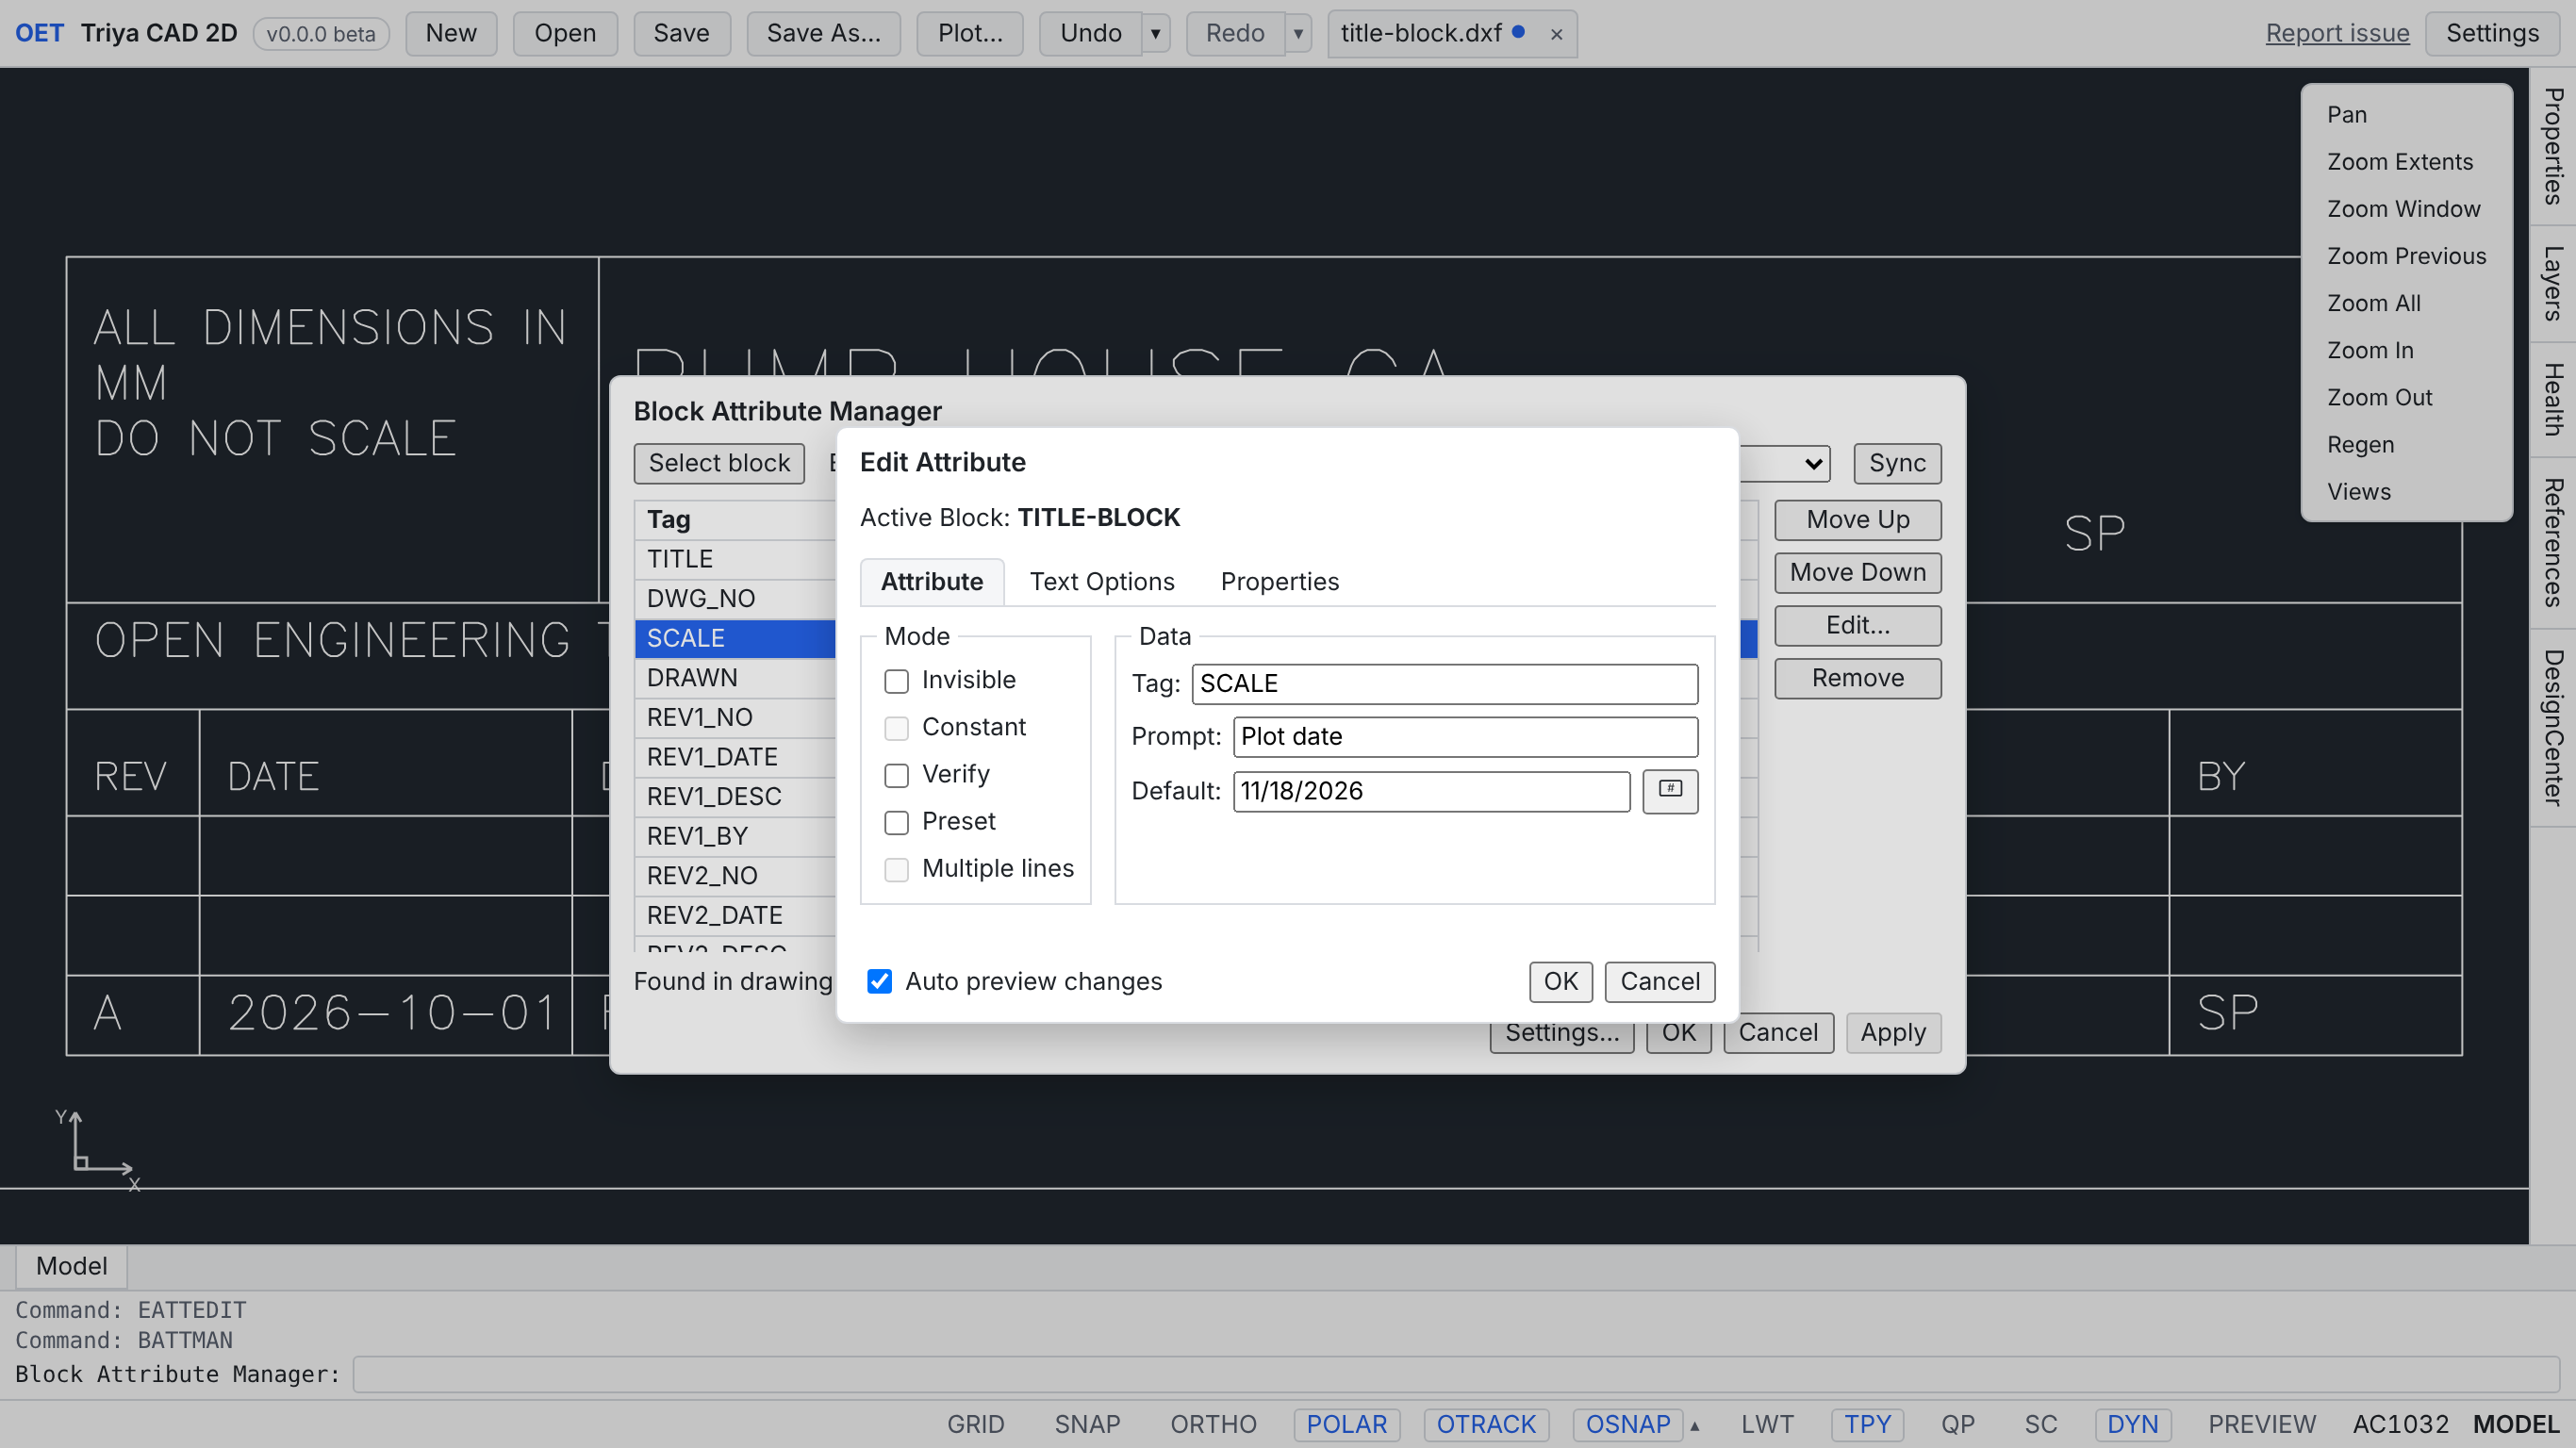 OET Triya CAD 2D v0.0.0 beta New Open Save Save As... Plot... Undo ▾ Redo ▾ title-block.dxf × Report issue Settings
Pan
Zoom Extents
Zoom Window
Zoom Previous
Zoom All
Zoom In
Zoom Out
Regen
Views
Properties
Layers
Health
References
DesignCenter
ALL DIMENSIONS IN
MM
DO NOT SCALE
PUMP HOUSE GA
SP
OPEN ENGINEERING
REV DATE BY
A 2026-10-01 SP
Block Attribute Manager
Select block Sync
Tag
TITLE
DWG_NO
SCALE
DRAWN
REV1_NO
REV1_DATE
REV1_DESC
REV1_BY
REV2_NO
REV2_DATE
REV2_DESC
Move Up
Move Down
Edit...
Remove
Found in drawing
Settings... OK Cancel Apply
Edit Attribute
Active Block: TITLE-BLOCK
Attribute Text Options Properties
Mode
Invisible
Constant
Verify
Preset
Multiple lines
Data
Tag: SCALE
Prompt: Plot date
Default: 11/18/2026 #
Auto preview changes OK Cancel
Y
X
Model
Command: EATTEDIT
Command: BATTMAN
Block Attribute Manager:
GRID SNAP ORTHO POLAR OTRACK OSNAP ▴ LWT TPY QP SC DYN PREVIEW AC1032 MODEL